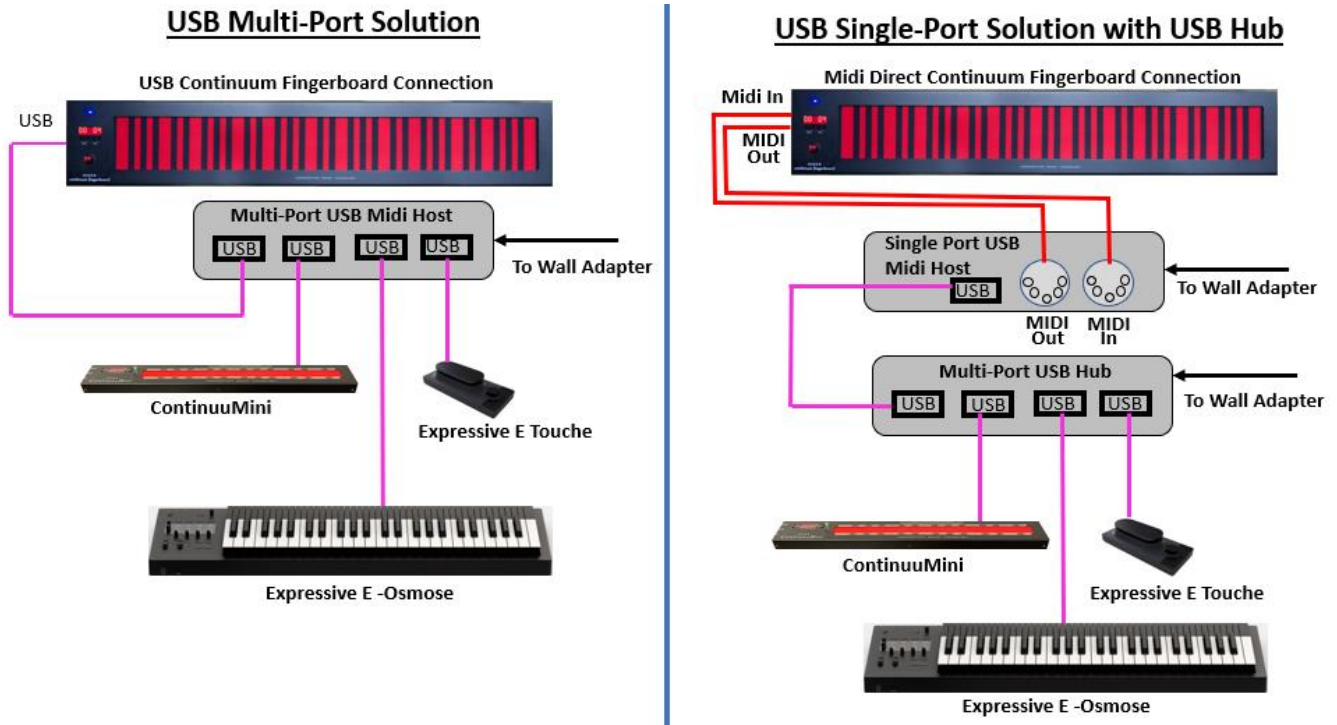 USB Multi-Port Solution
USB Continuum Fingerboard Connection
USB
Multi-Port USB Midi Host
USB USB USB USB
To Wall Adapter
ContinuuMini
Expressive E Touche
Expressive E -Osmose
USB Single-Port Solution with USB Hub
Midi Direct Continuum Fingerboard Connection
Midi In
MIDI
Out
Single Port USB
Midi Host
USB
To Wall Adapter
MIDI MIDI
Out In
Multi-Port USB Hub
USB USB USB USB
To Wall Adapter
ContinuuMini
Expressive E Touche
Expressive E -Osmose